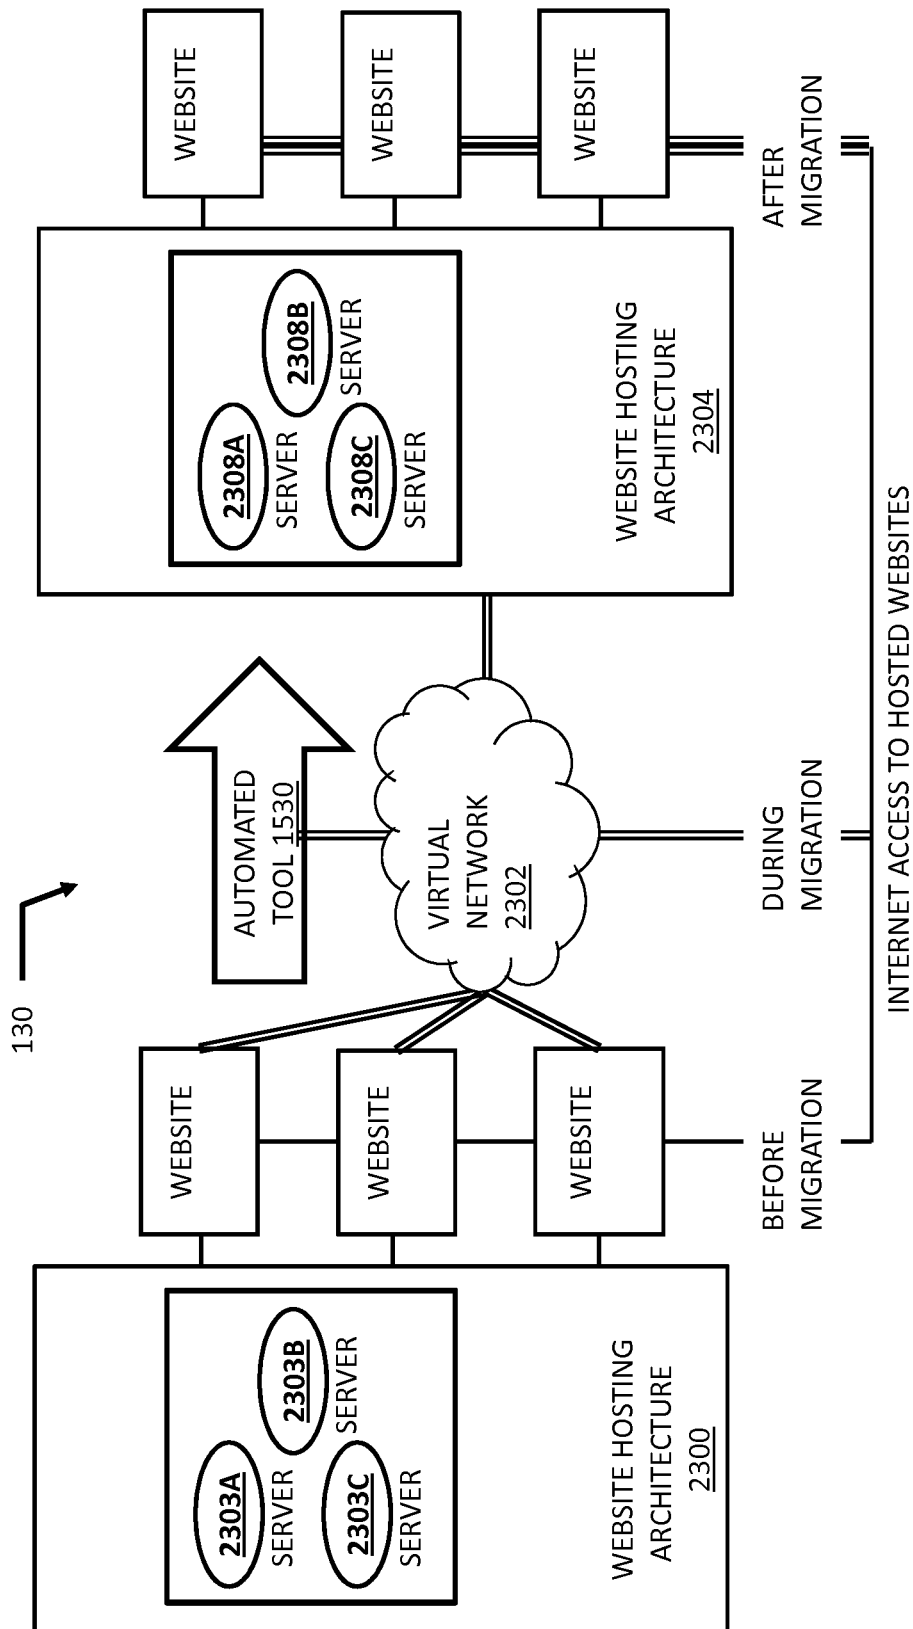 130
2303A
SERVER
2303B
SERVER
2303C
SERVER
WEBSITE HOSTING
ARCHITECTURE
2300
WEBSITE
WEBSITE
WEBSITE
AUTOMATED
TOOL 1530
VIRTUAL
NETWORK
2302
2308A
SERVER
2308B
SERVER
2308C
SERVER
WEBSITE HOSTING
ARCHITECTURE
2304
WEBSITE
WEBSITE
WEBSITE
BEFORE
MIGRATION
DURING
MIGRATION
AFTER
MIGRATION
INTERNET ACCESS TO HOSTED WEBSITES